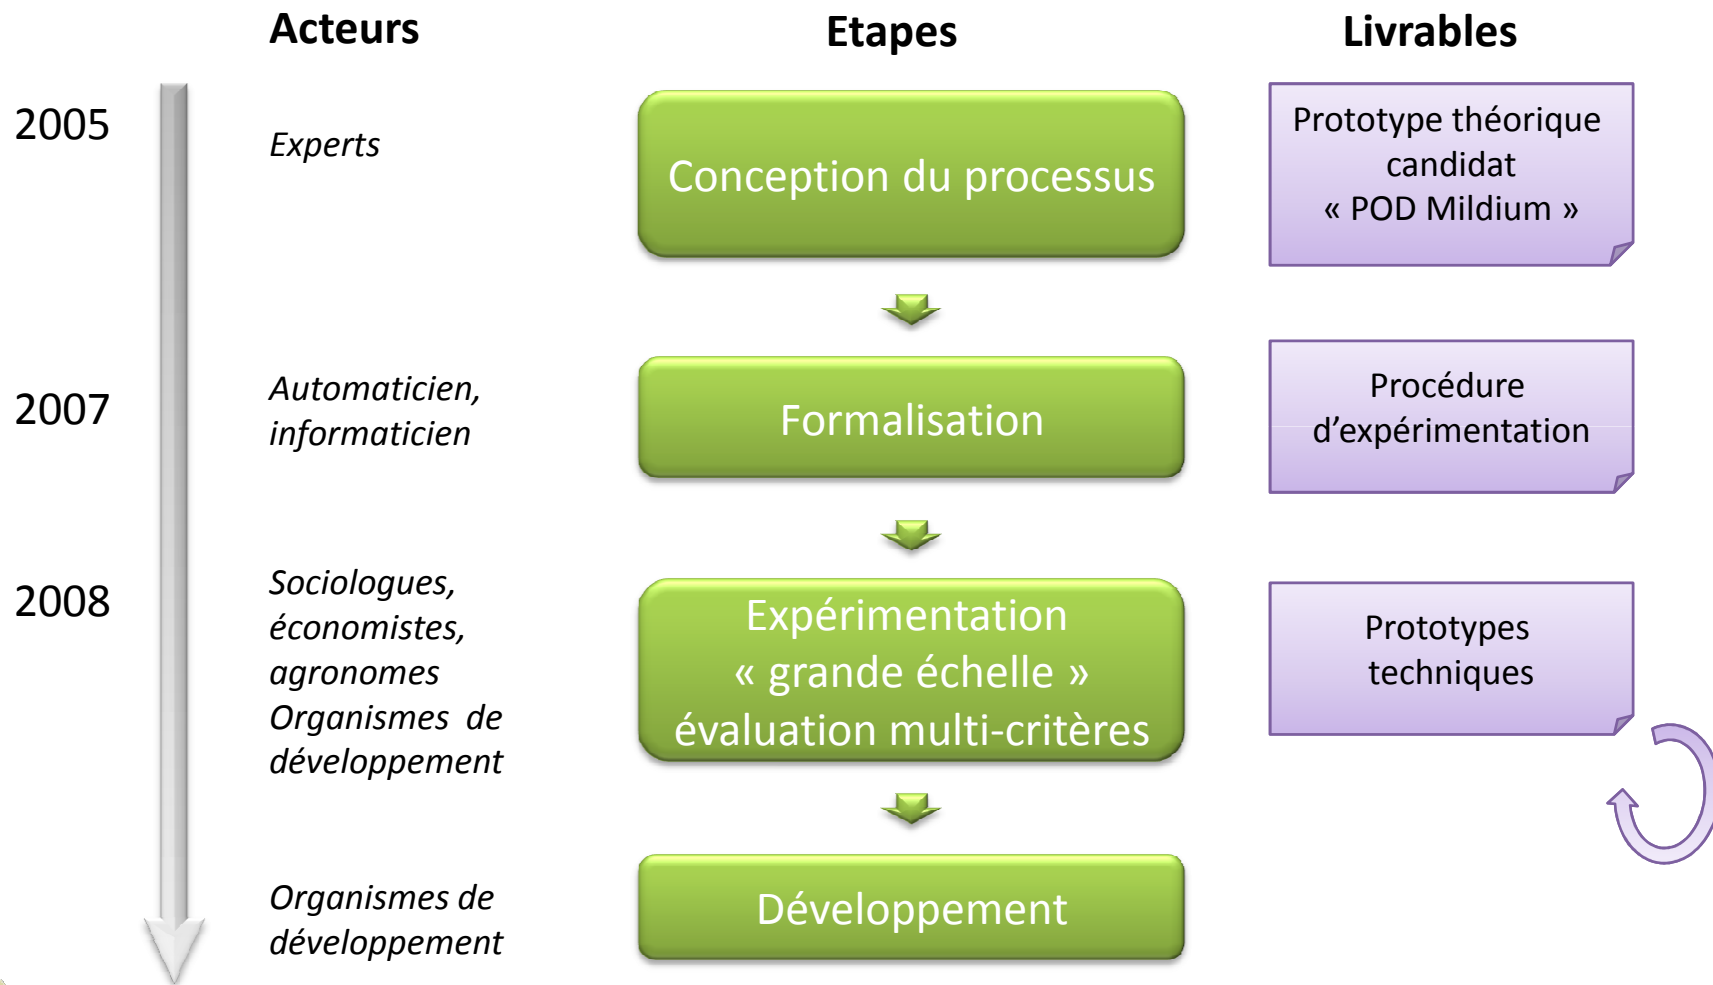 Acteurs
Etapes
Livrables
2005
Experts
Conception du processus
Prototype théorique
candidat
« POD Mildium »
2007
Automaticien,
informaticien
Formalisation
Procédure
d’expérimentation
2008
Sociologues,
économistes,
agronomes
Organismes de
développement
Expérimentation
« grande échelle »
évaluation multi-critères
Prototypes
techniques
Organismes de
développement
Développement